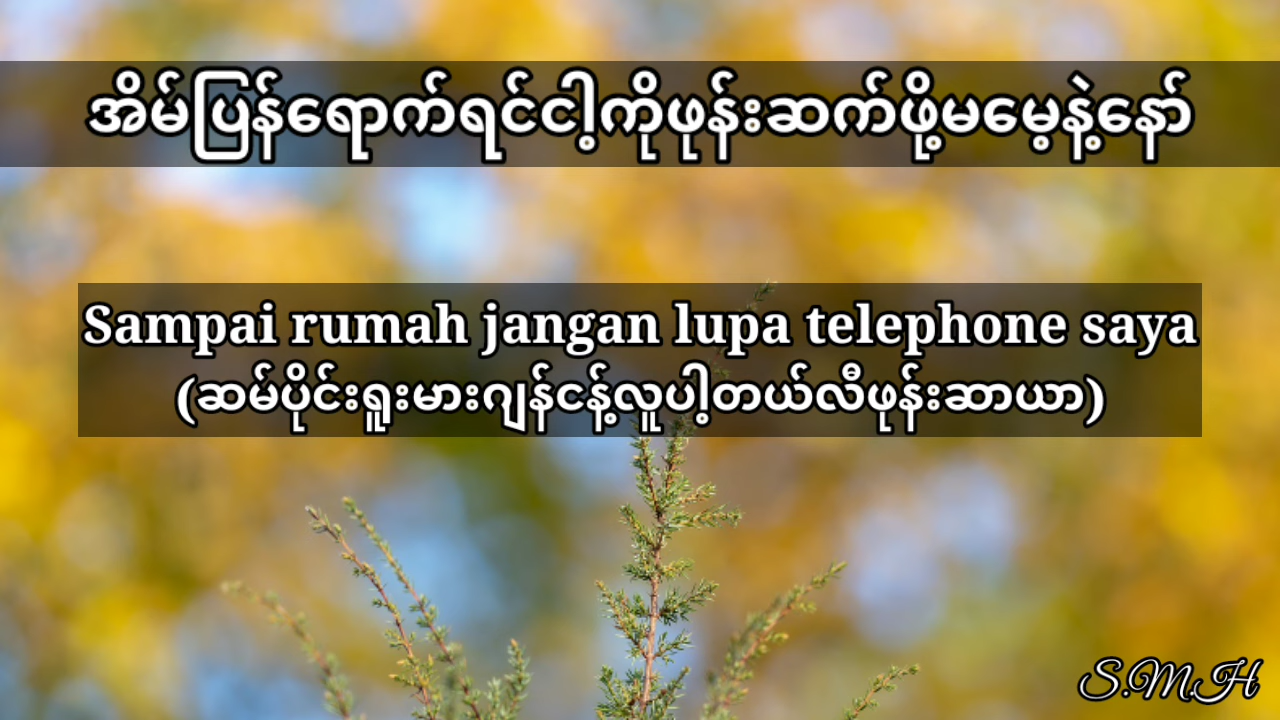 အိမ်ပြန်ရောက်ရင်ငါ့ကိုဖုန်းဆက်ဖို့မမေ့နဲ့နော်
Sampai rumah jangan lupa telephone saya
(ဆမ်ပိုင်းရူးမားဂျန်ငန့်လူပါ့တယ်လီဖုန်းဆာယာ)
S.M.H